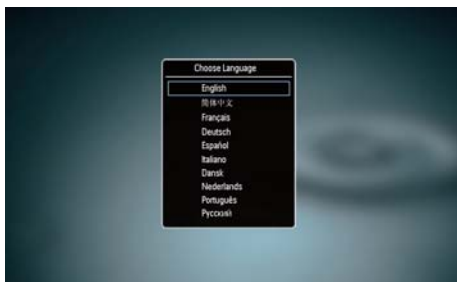 Choose Language
English
简体中文
Français
Deutsch
Español
Italiano
Dansk
Nederlands
Português
Русский